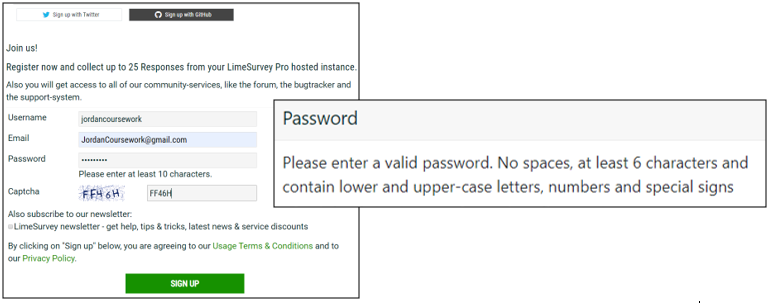 Sign up with Twitter
Sign up with GitHub
Join us!
Register now and collect up to 25 Responses from your LimeSurvey Pro hosted instance.
Also you will get access to all of our community-services, like the forum, the bugtracker and
the support-system.
Username jordancoursework
Email JordanCoursework@gmail.com
Password •••••••••
Please enter at least 10 characters.
Captcha FF46H FF46H
Also subscribe to our newsletter:
LimeSurvey newsletter - get help, tips & tricks, latest news & service discounts
By clicking on "Sign up" below, you are agreeing to our Usage Terms & Conditions and to
our Privacy Policy.
SIGN UP
Password
Please enter a valid password. No spaces, at least 6 characters and
contain lower and upper-case letters, numbers and special signs